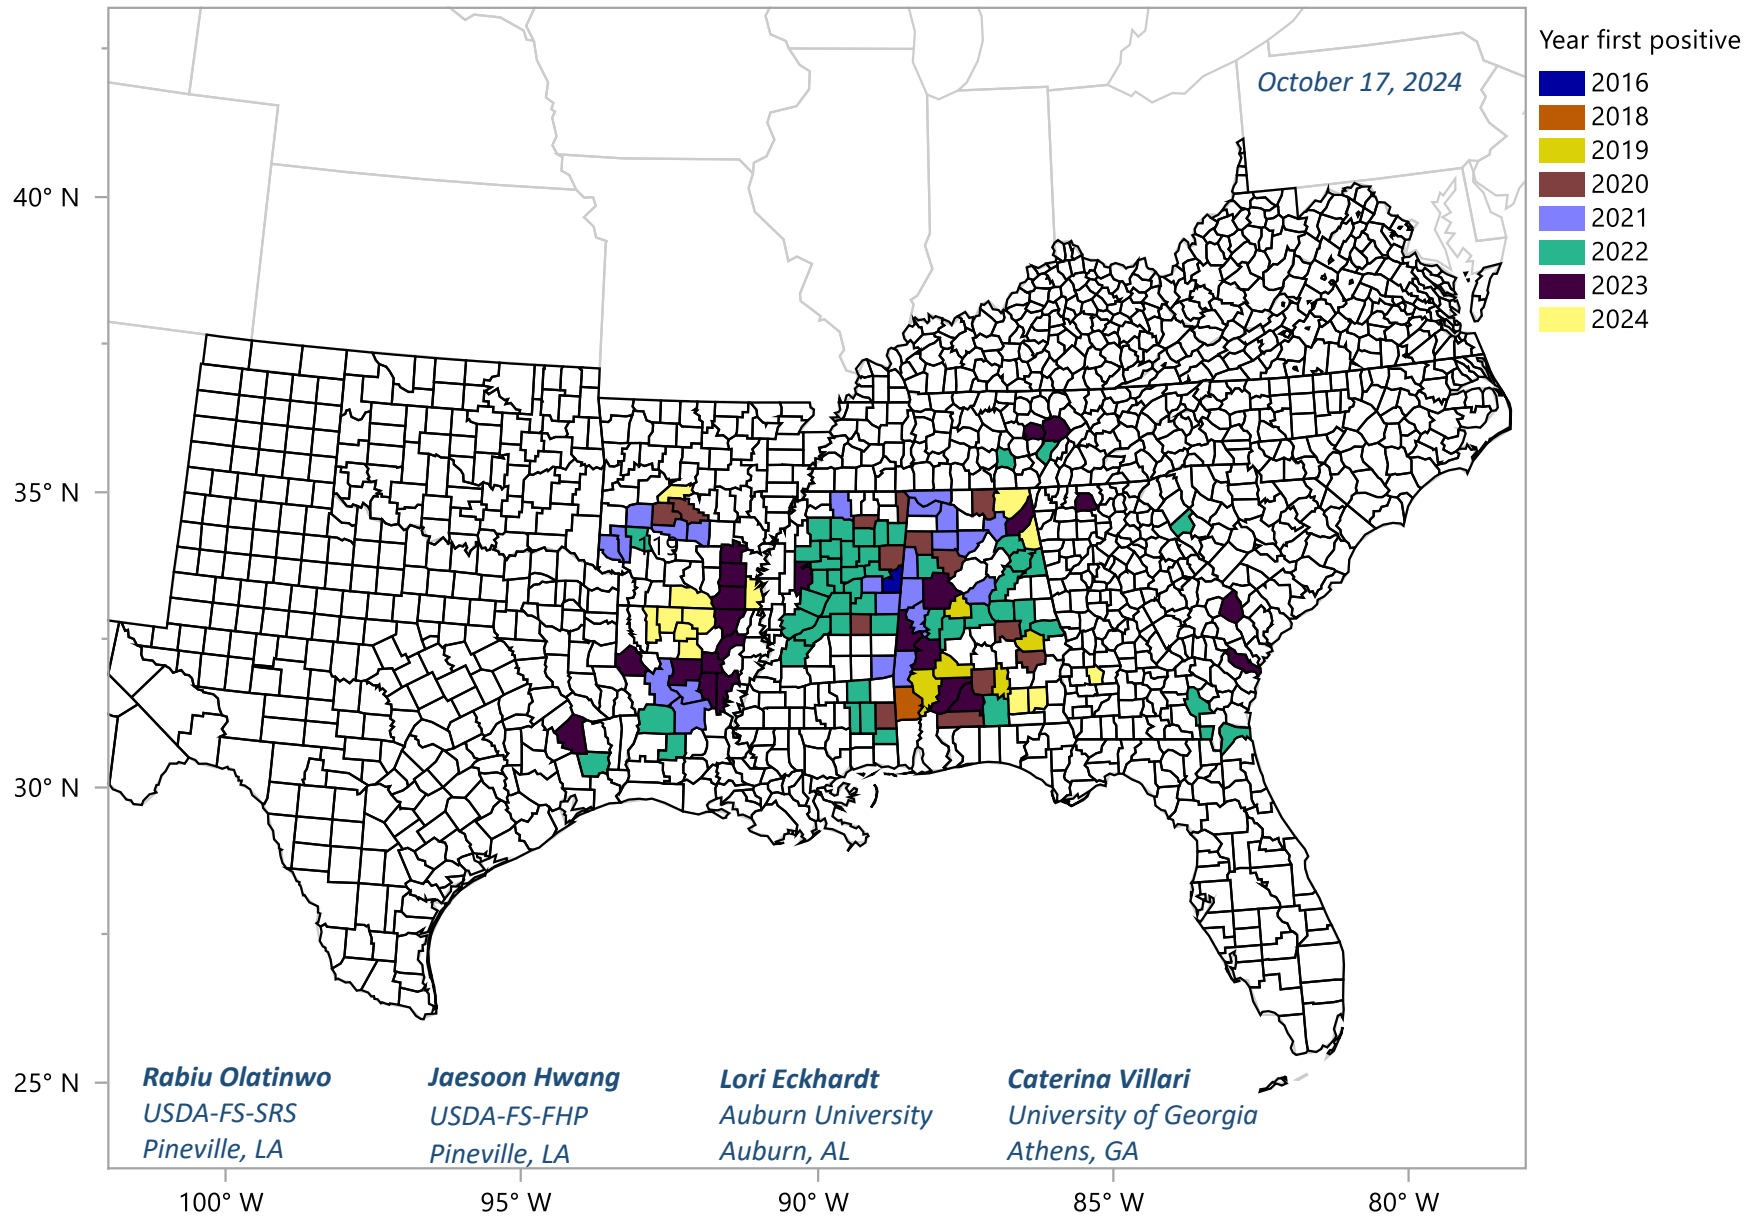 Year first positive
October 17, 2024
2016
2018
2019
2020
2021
2022
2023
2024
40° N
35° N
30° N
25° N
Rabiu Olatinwo
USDA-FS-SRS
Pineville, LA
Jaesoon Hwang
USDA-FS-FHP
Pineville, LA
Lori Eckhardt
Auburn University
Auburn, AL
Caterina Villari
University of Georgia
Athens, GA
100° W
95° W
90° W
85° W
80° W